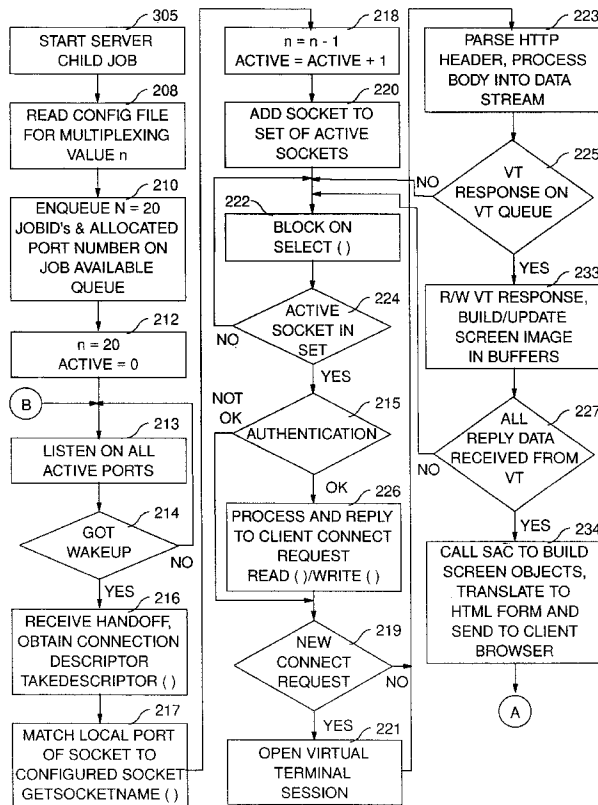 305
START SERVER
CHILD JOB
208
READ CONFIG FILE
FOR MULTIPLEXING
VALUE n
210
ENQUEUE N = 20
JOBID's & ALLOCATED
PORT NUMBER ON
JOB AVAILABLE
QUEUE
212
n = 20
ACTIVE = 0
B
213
LISTEN ON ALL
ACTIVE PORTS
214
GOT
WAKEUP
NO
YES
216
RECEIVE HANDOFF,
OBTAIN CONNECTION
DESCRIPTOR
TAKEDESCRIPTOR ( )
217
MATCH LOCAL PORT
OF SOCKET TO
CONFIGURED SOCKET
GETSOCKETNAME ( )
218
n = n - 1
ACTIVE = ACTIVE + 1
220
ADD SOCKET TO
SET OF ACTIVE
SOCKETS
222
BLOCK ON
SELECT ( )
224
ACTIVE
SOCKET IN
SET
NO
YES
215
NOT
OK
AUTHENTICATION
OK
226
PROCESS AND REPLY
TO CLIENT CONNECT
REQUEST
READ ( )/WRITE ( )
219
NEW
CONNECT
REQUEST
NO
YES
221
OPEN VIRTUAL
TERMINAL
SESSION
223
PARSE HTTP
HEADER, PROCESS
BODY INTO DATA
STREAM
225
VT
RESPONSE ON
VT QUEUE
NO
YES
233
R/W VT RESPONSE,
BUILD/UPDATE
SCREEN IMAGE
IN BUFFERS
227
ALL
REPLY DATA
RECEIVED FROM
VT
NO
YES
234
CALL SAC TO BUILD
SCREEN OBJECTS,
TRANSLATE TO
HTML FORM AND
SEND TO CLIENT
BROWSER
A